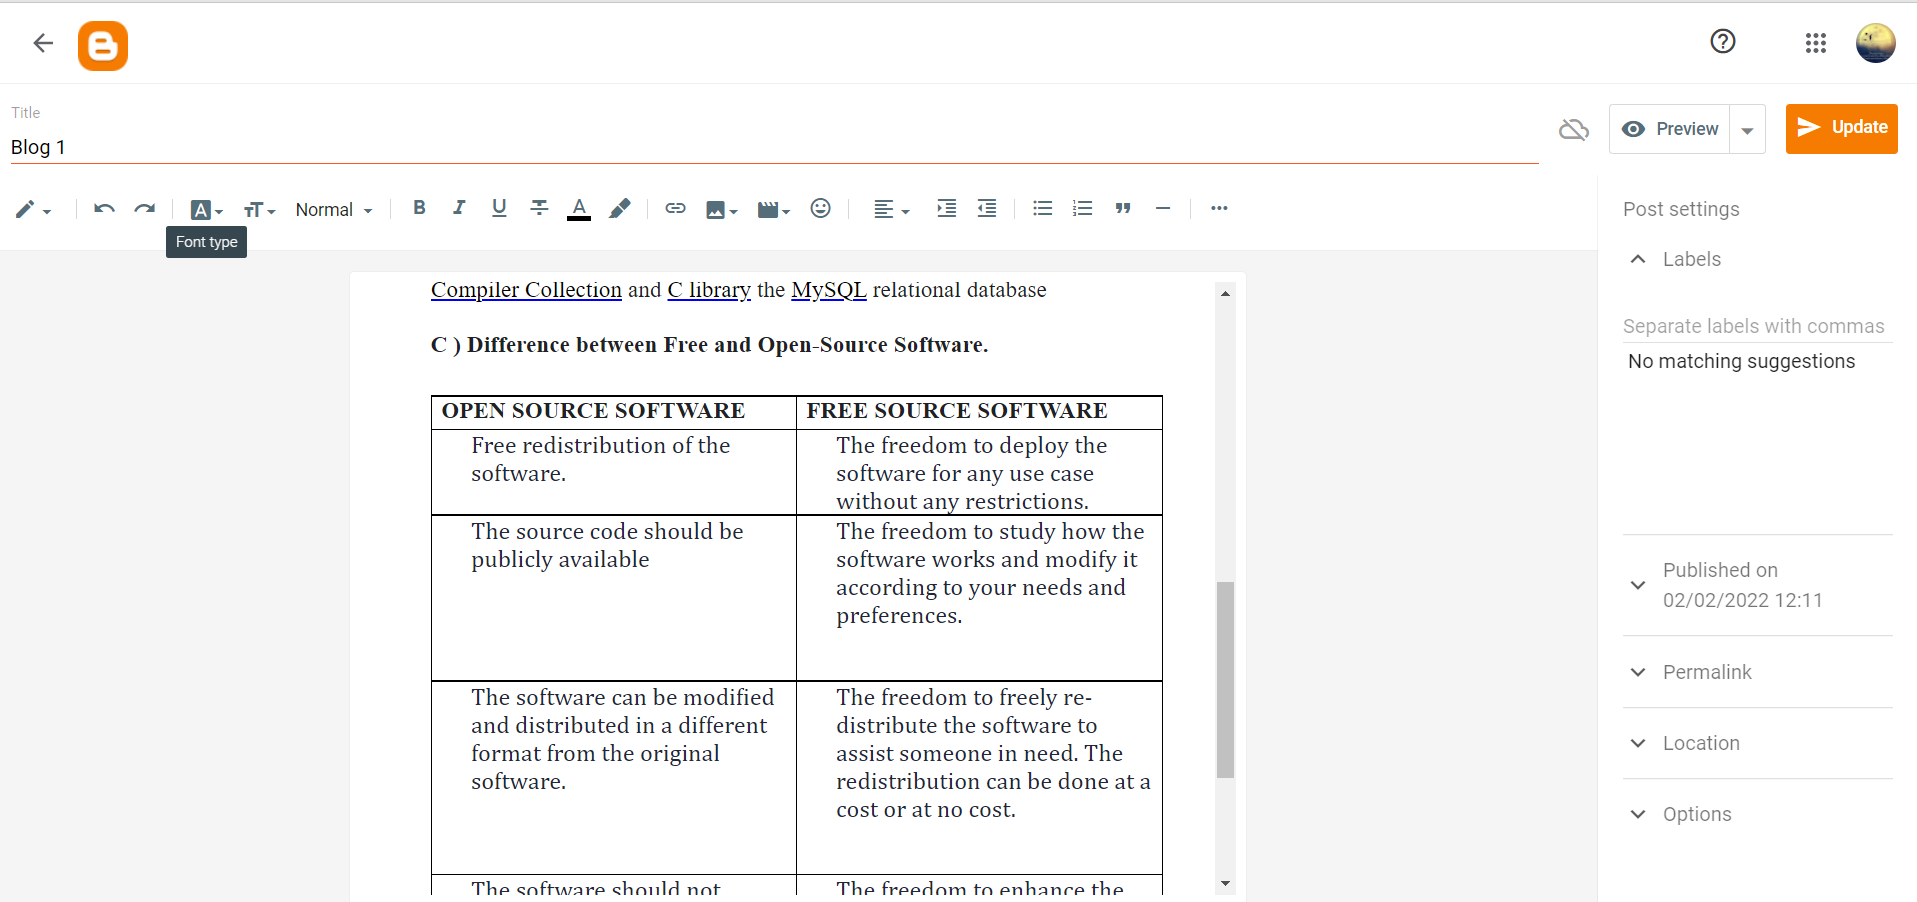 Title
Blog 1
Preview
Update
Normal
B I U A
Font type
Post settings
Labels
Separate labels with commas
No matching suggestions
Published on
02/02/2022 12:11
Permalink
Location
Options
Compiler Collection and C library the MySQL relational database
C ) Difference between Free and Open-Source Software.
OPEN SOURCE SOFTWARE
FREE SOURCE SOFTWARE
Free redistribution of the
software.
The freedom to deploy the
software for any use case
without any restrictions.
The source code should be
publicly available
The freedom to study how the
software works and modify it
according to your needs and
preferences.
The software can be modified
and distributed in a different
format from the original
software.
The freedom to freely re-
distribute the software to
assist someone in need. The
redistribution can be done at a
cost or at no cost.
The software should not
The freedom to enhance the